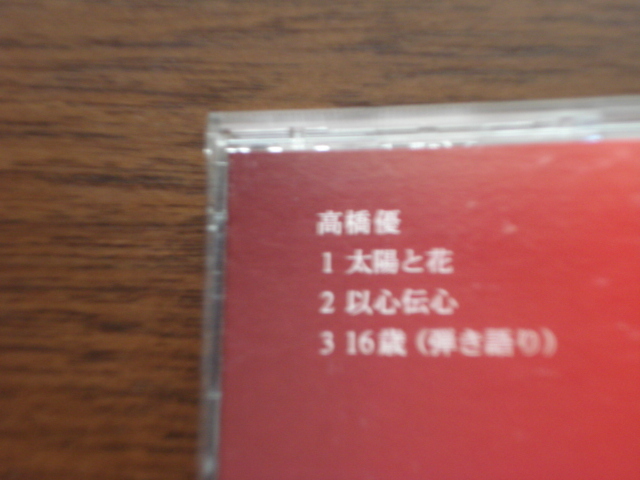 高橋優
1 太陽と花
2 以心伝心
3 16歳(弾き語り)